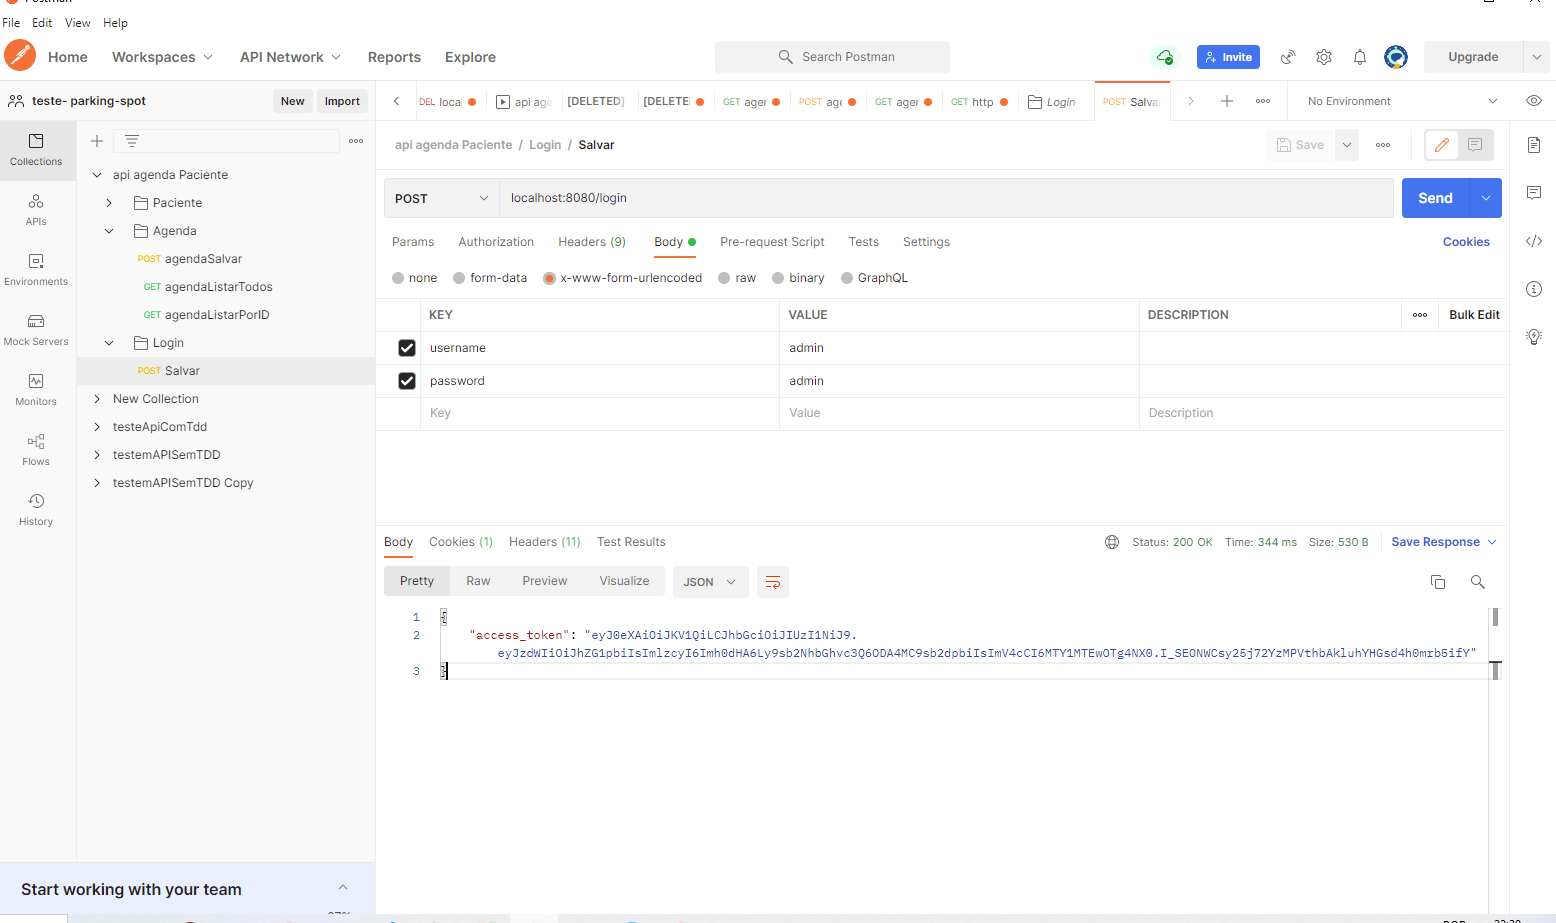 Postman
File Edit View Help
Home Workspaces API Network Reports Explore Search Postman Invite Upgrade
teste- parking-spot New Import DEL local api age [DELETED] [DELETE GET ager POST age GET ager GET http Login POST Salva No Environment
api agenda Paciente / Login / Salvar Save
Collections
APIs
Environments
Mock Servers
Monitors
Flows
History
api agenda Paciente
Paciente
Agenda
POST agendaSalvar
GET agendaListarTodos
GET agendaListarPorID
Login
POST Salvar
New Collection
testeApiComTdd
testemAPISemTDD
testemAPISemTDD Copy
POST localhost:8080/login Send
Params Authorization Headers (9) Body Pre-request Script Tests Settings Cookies
none form-data x-www-form-urlencoded raw binary GraphQL
KEY VALUE DESCRIPTION Bulk Edit
username admin
password admin
Key Value Description
Body Cookies (1) Headers (11) Test Results Status: 200 OK Time: 344 ms Size: 530 B Save Response
Pretty Raw Preview Visualize JSON
1 {
2 "access_token": "eyJ0eXAiOiJKV1QiLCJhbGciOiJIUzI1NiJ9.
eyJzdWIiOiJhZG1pbiIsImlzcyI6Imh0dHA6Ly9sb2NhbGhvc3Q6ODA4MC9sb2dpbiIsImV4cCI6MTY1MTEwOTg4NX0.I_SEONWCsy25j72YzMPVthbAkluhYHGsd4h0mrb5ifY"
3 }
Start working with your team